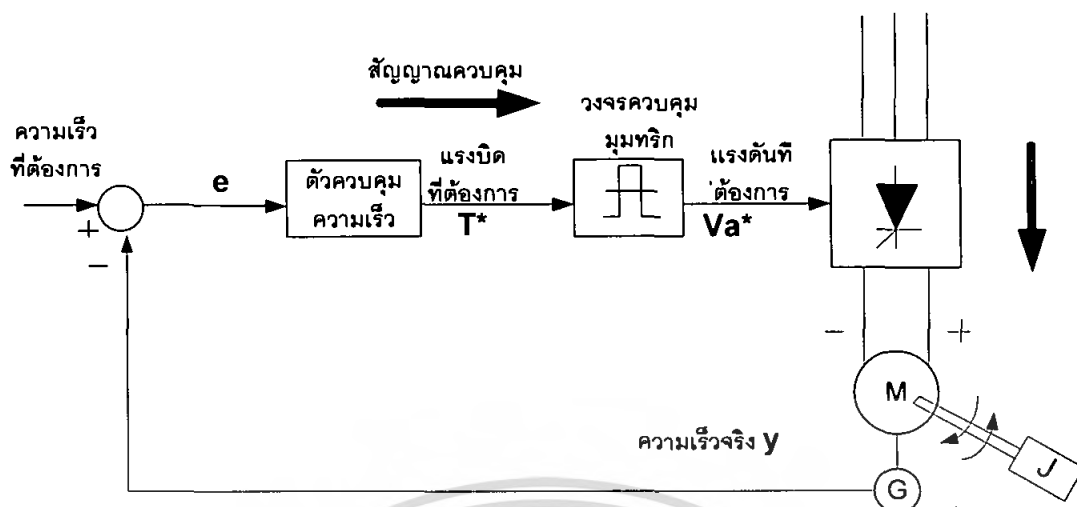 สัญญาณควบคุม
ความเร็ว
ที่ต้องการ
+
−
e
ตัวควบคุม
ความเร็ว
แรงบิด
ที่ต้องการ
T*
วงจรควบคุม
มุมทริก
แรงดันที่
ต้องการ
Va*
−
+
M
J
ความเร็วจริง y
G